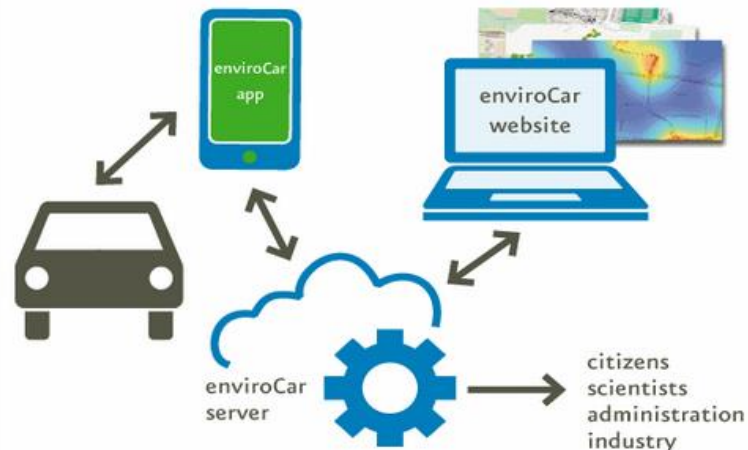 enviroCar
app
enviroCar
website
enviroCar
server
citizens
scientists
administration
industry